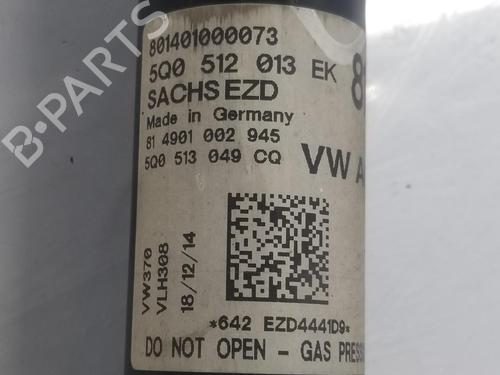 801401000073
5Q0 512 013 EK
SACHS EZD
Made in Germany
81 4901 002 945
5Q0 513 049 CQ
VW
VW370
VLH308
18/12/14
*642 EZD4441D9*
DO NOT OPEN - GAS
B-PARTS